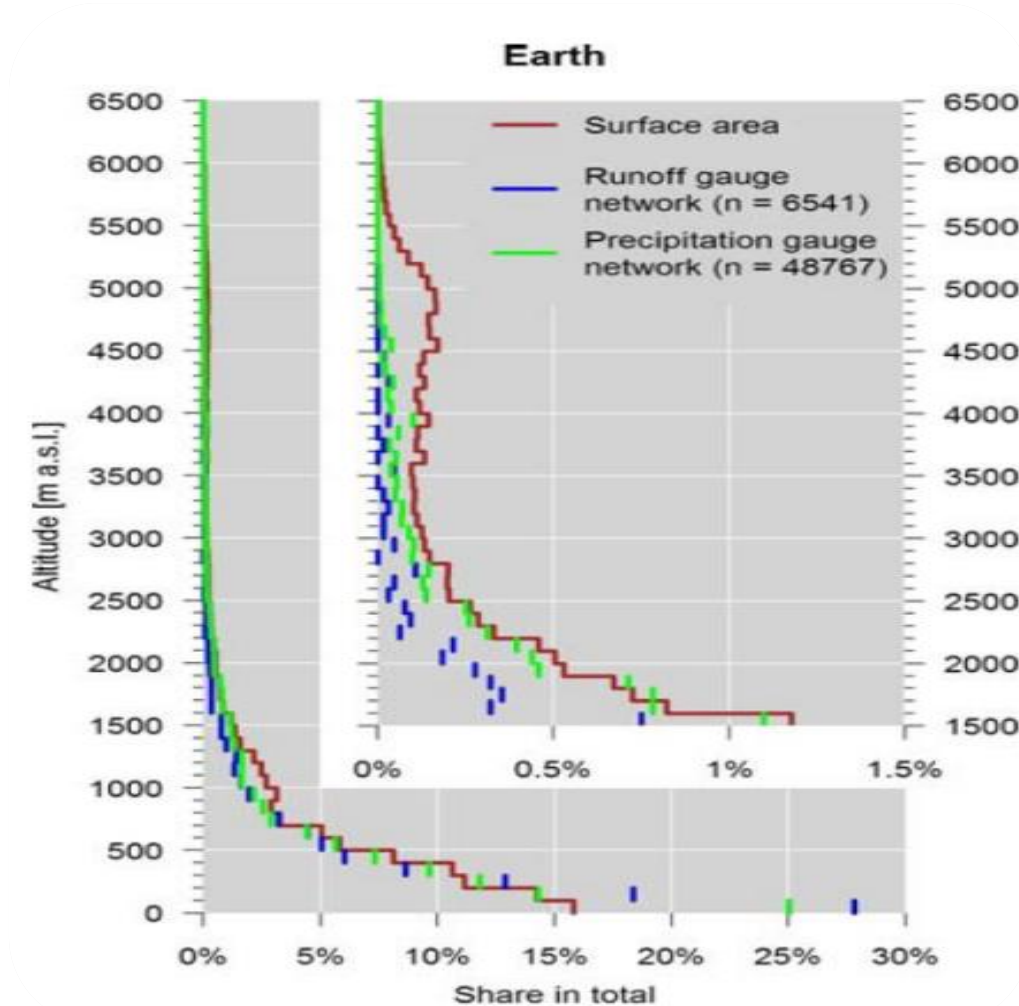 Earth
6500
6000
5500
5000
4500
4000
3500
3000
2500
2000
1500
1000
500
0
Altitude [m a.s.l.]
Surface area
Runoff gauge
network (n = 6541)
Precipitation gauge
network (n = 48767)
6500
6000
5500
5000
4500
4000
3500
3000
2500
2000
1500
0% 0.5% 1% 1.5%
0% 5% 10% 15% 20% 25% 30%
Share in total